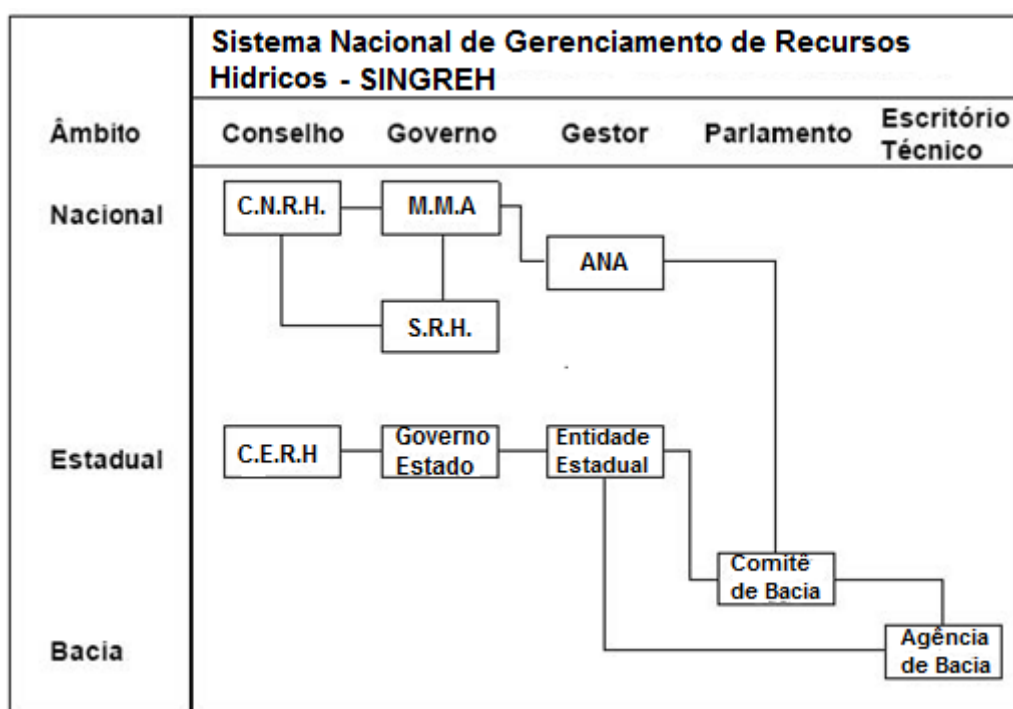 Sistema Nacional de Gerenciamento de Recursos
Hidricos - SINGREH
Âmbito
Conselho
Governo
Gestor
Parlamento
Escritório
Técnico
Nacional
C.N.R.H.
M.M.A
ANA
S.R.H.
Estadual
C.E.R.H
Governo
Estado
Entidade
Estadual
Comitê
de Bacia
Bacia
Agência
de Bacia